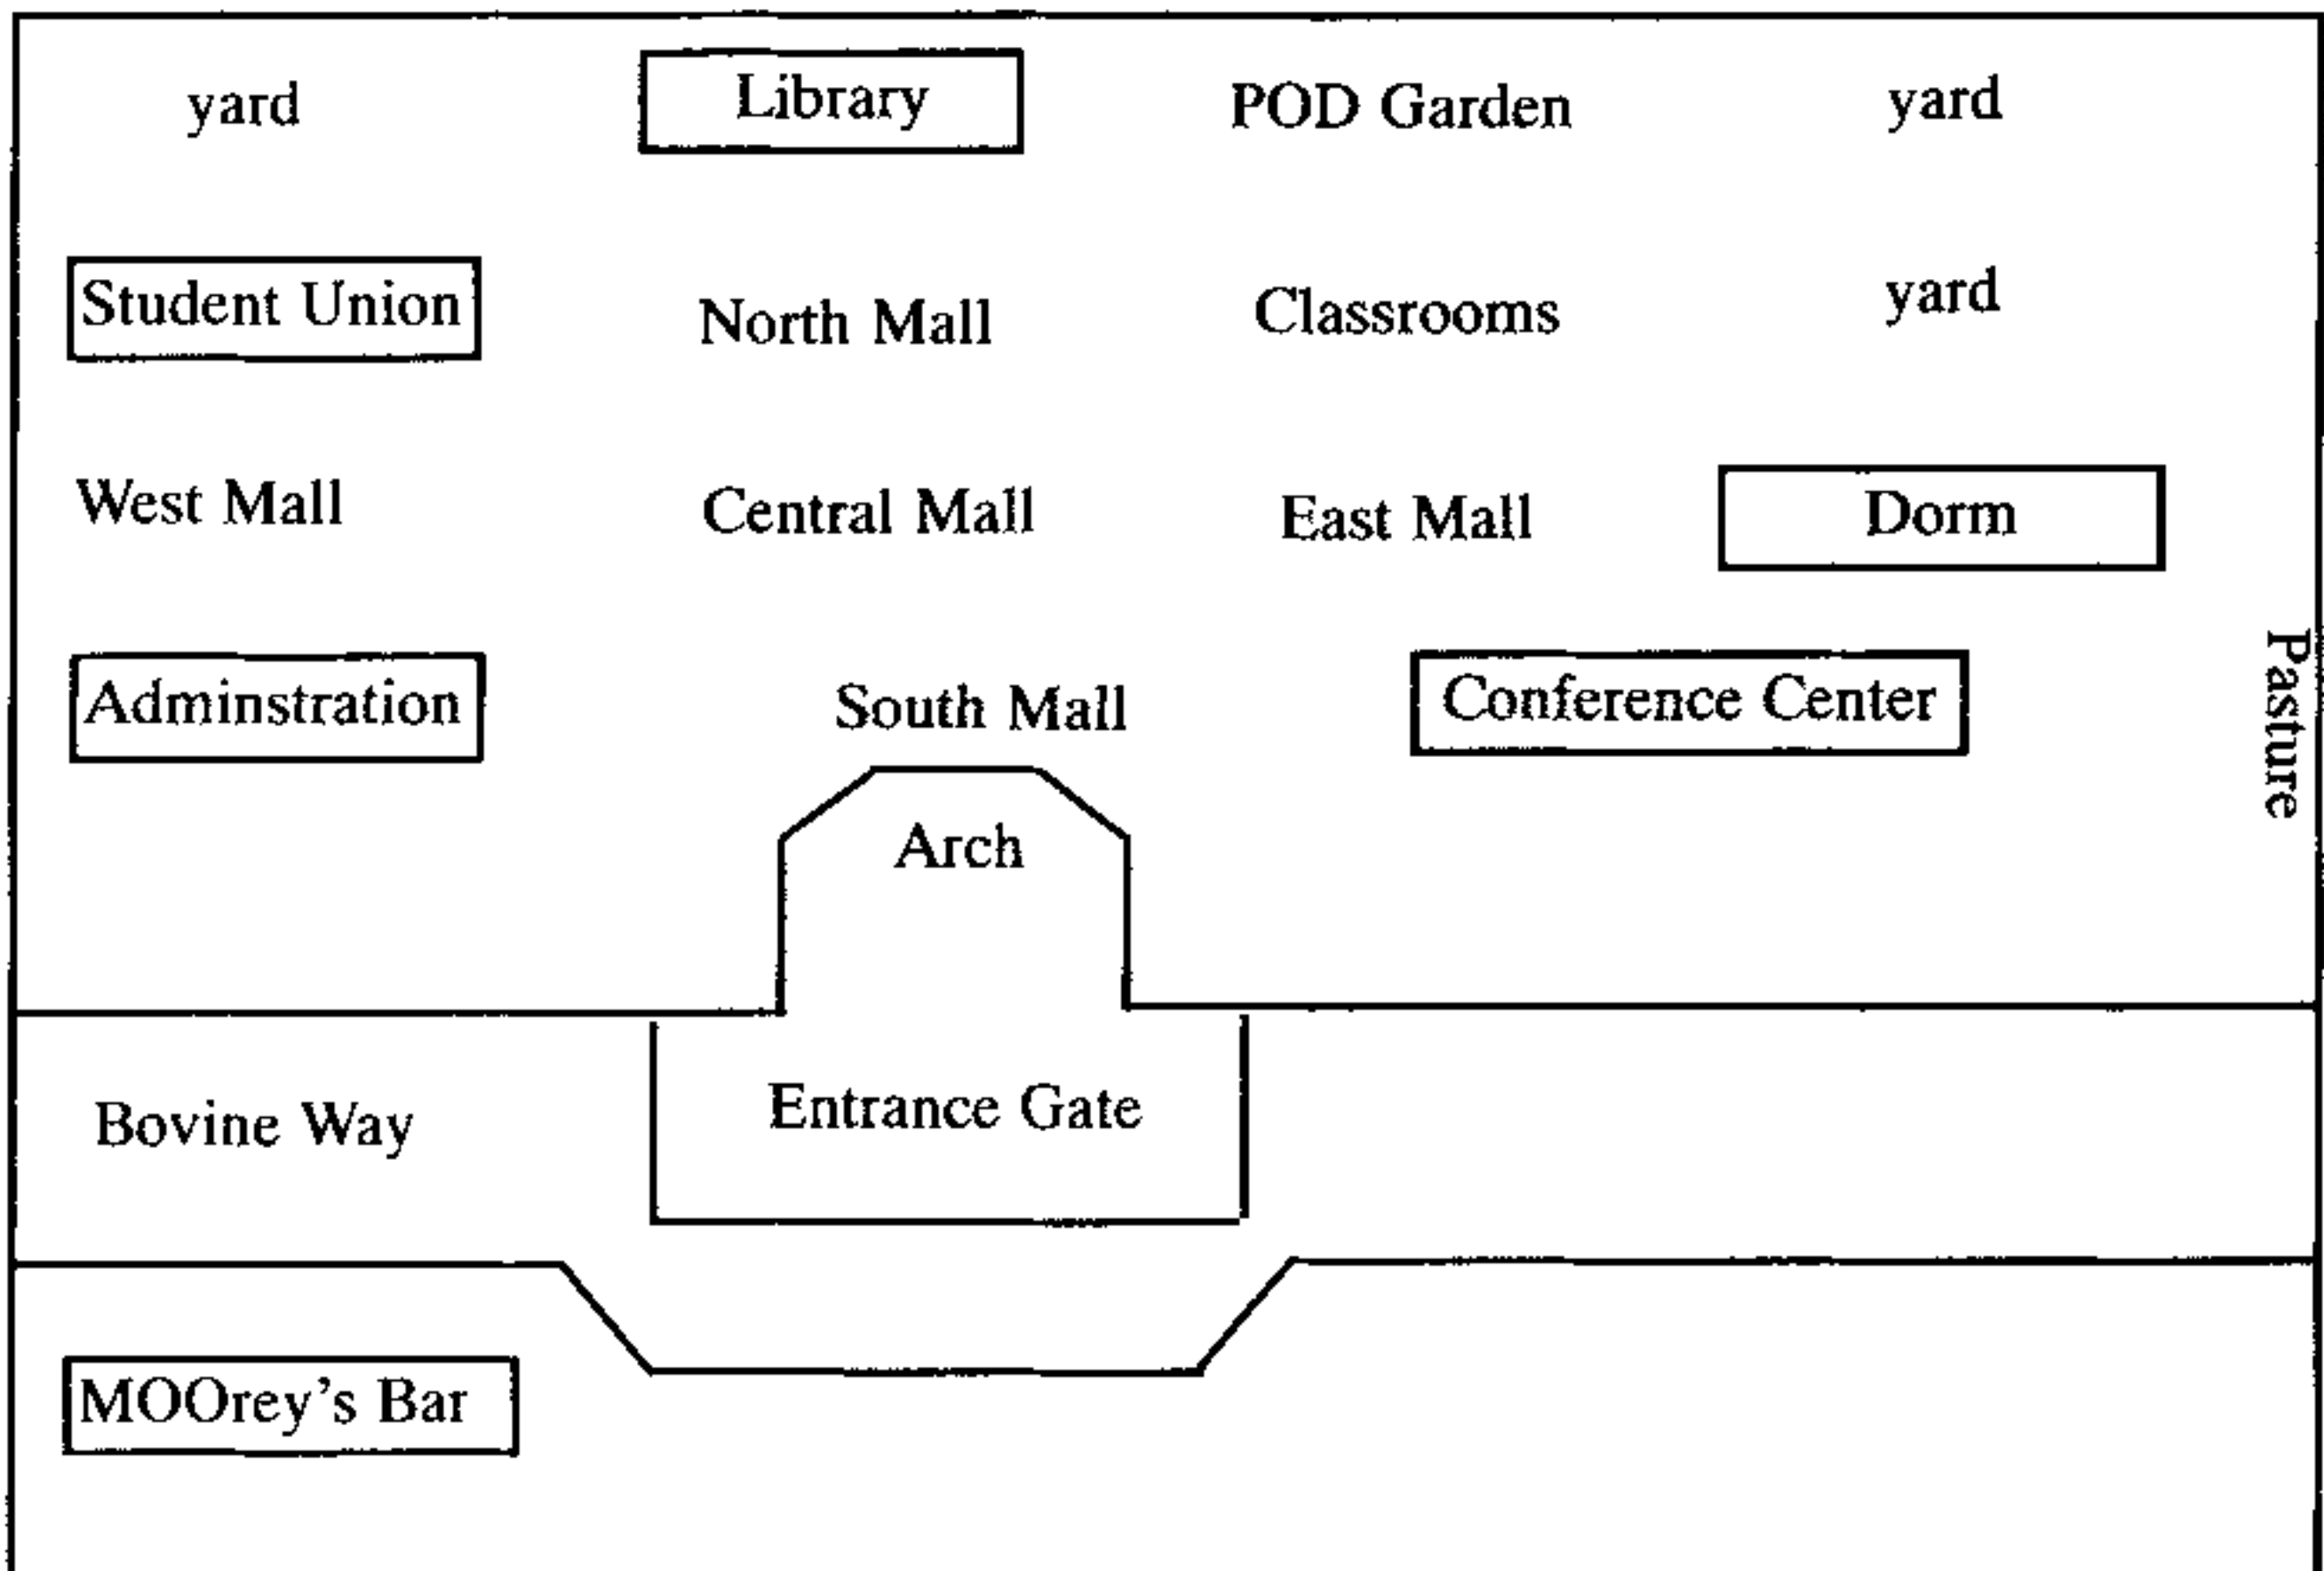 yard Library POD Garden yard
Student Union North Mall Classrooms yard
West Mall Central Mall East Mall Dorm
Adminstration South Mall Conference Center
Pasture
Arch
Bovine Way Entrance Gate
MOOrey's Bar